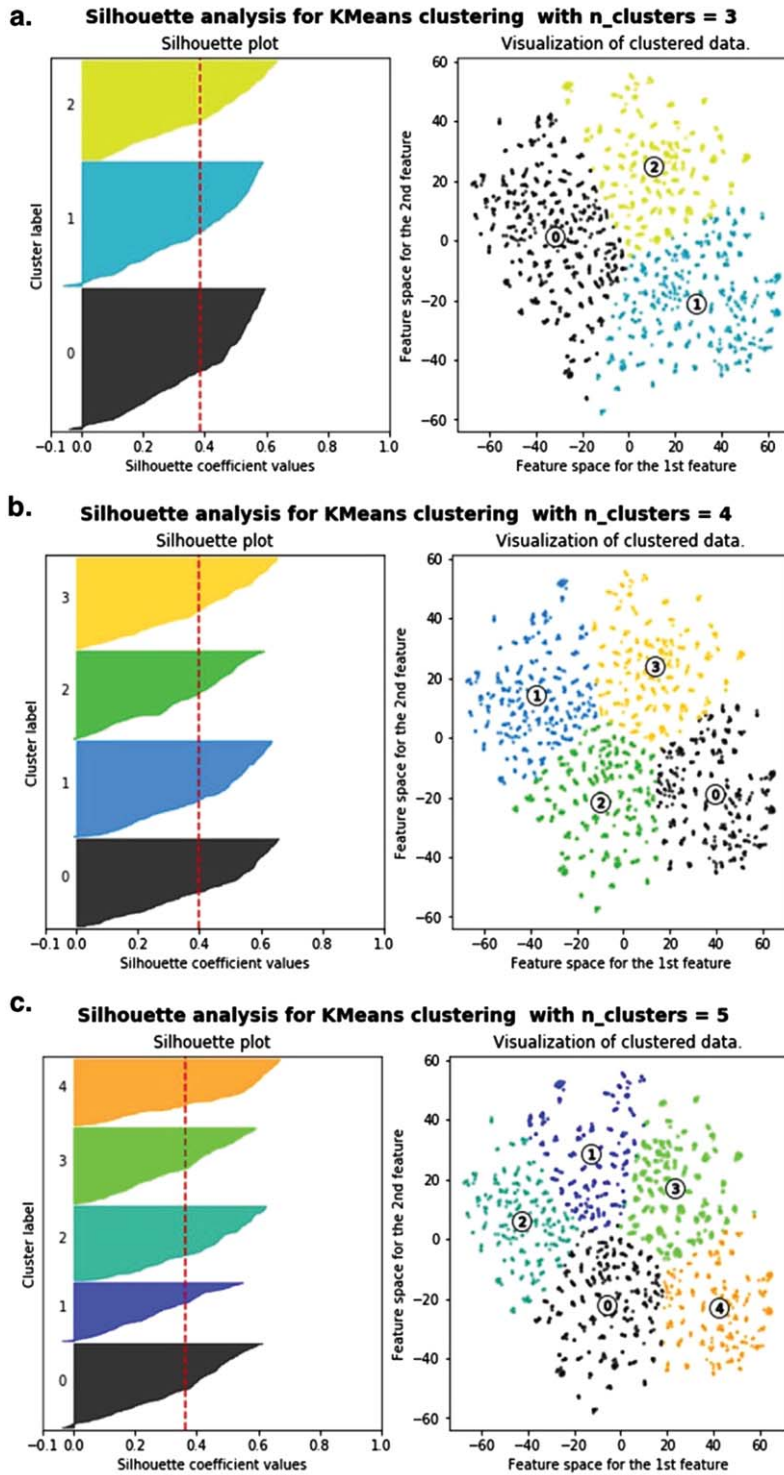 a.
Silhouette analysis for KMeans clustering with n_clusters = 3
Silhouette plot
Cluster label
2
1
0
−0.1 0.0 0.2 0.4 0.6 0.8 1.0
Silhouette coefficient values
Visualization of clustered data.
Feature space for the 2nd feature
60
40
20
0
−20
−40
−60
2
0
1
−60 −40 −20 0 20 40 60
Feature space for the 1st feature
b.
Silhouette analysis for KMeans clustering with n_clusters = 4
Silhouette plot
Cluster label
3
2
1
0
−0.1 0.0 0.2 0.4 0.6 0.8 1.0
Silhouette coefficient values
Visualization of clustered data.
Feature space for the 2nd feature
60
40
20
0
−20
−40
−60
3
1
0
2
−60 −40 −20 0 20 40 60
Feature space for the 1st feature
c.
Silhouette analysis for KMeans clustering with n_clusters = 5
Silhouette plot
Cluster label
4
3
2
1
0
−0.1 0.0 0.2 0.4 0.6 0.8 1.0
Silhouette coefficient values
Visualization of clustered data.
Feature space for the 2nd feature
60
40
20
0
−20
−40
−60
1
3
2
0
4
−60 −40 −20 0 20 40 60
Feature space for the 1st feature